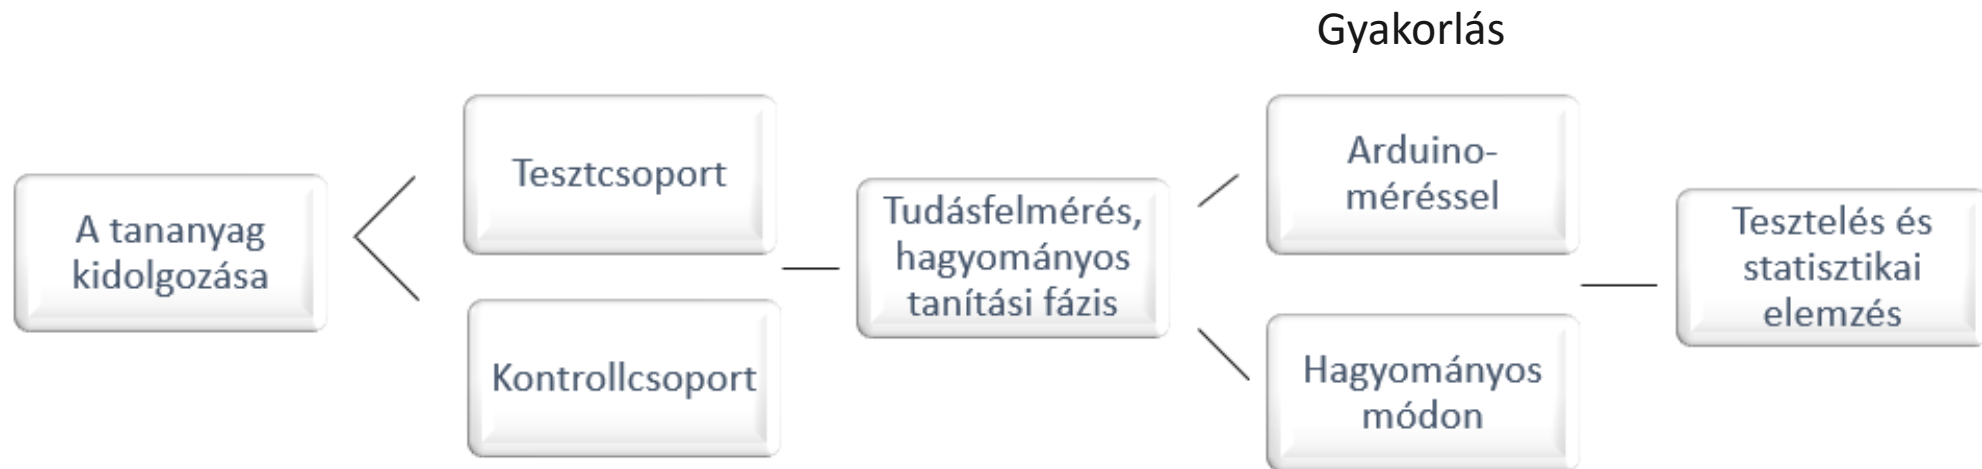 Gyakorlás
A tananyag
kidolgozása
Tesztcsoport
Kontrollcsoport
Tudásfelmérés,
hagyományos
tanítási fázis
Arduino-
méréssel
Hagyományos
módon
Tesztelés és
statisztikai
elemzés